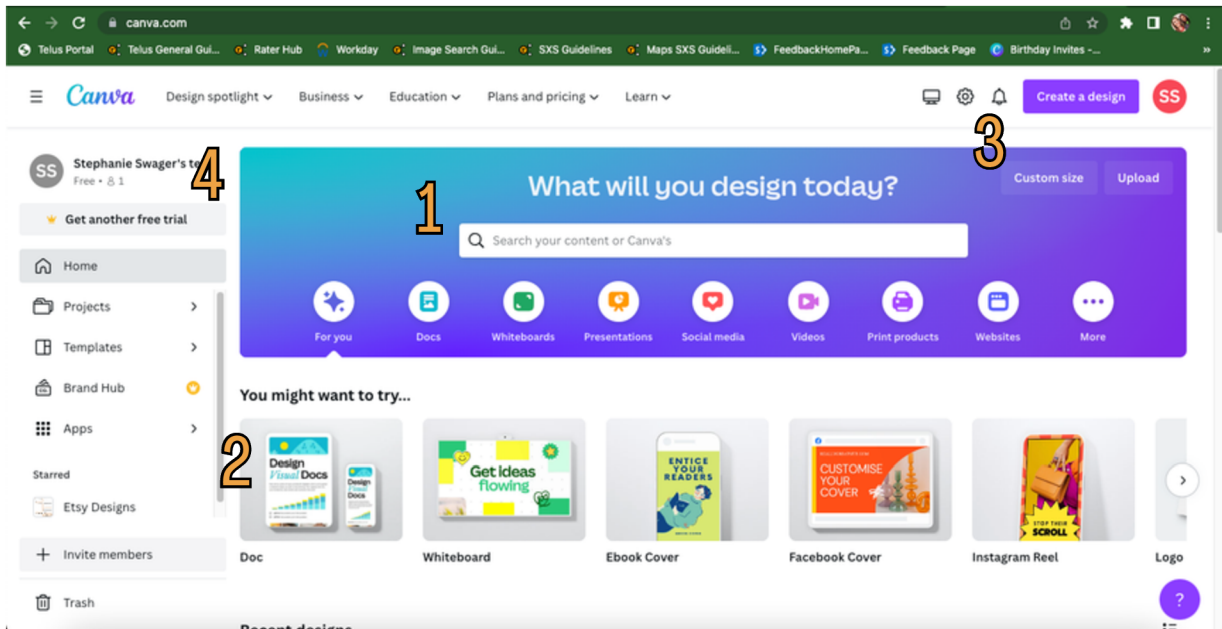 canva.com
Telus Portal Telus General Gui... Rater Hub Workday Image Search Gui... SXS Guidelines Maps SXS Guideli... FeedbackHomePa... Feedback Page Birthday Invites -... »
Canva Design spotlight Business Education Plans and pricing Learn Create a design SS
3
SS Stephanie Swager's te
Free • 1
4
Get another free trial
Home
Projects
Templates
Brand Hub
Apps
Starred
Etsy Designs
+ Invite members
Trash
Custom size Upload
What will you design today?
1
Search your content or Canva's
For you Docs Whiteboards Presentations Social media Videos Print products Websites More
You might want to try...
2
Design
Visual Docs
Design
Visual
Docs
Get ideas
flowing
ENTICE
YOUR
READERS
CUSTOMISE
YOUR
COVER
STOP THEIR
SCROLL
Doc Whiteboard Ebook Cover Facebook Cover Instagram Reel Logo
?
Recent designs